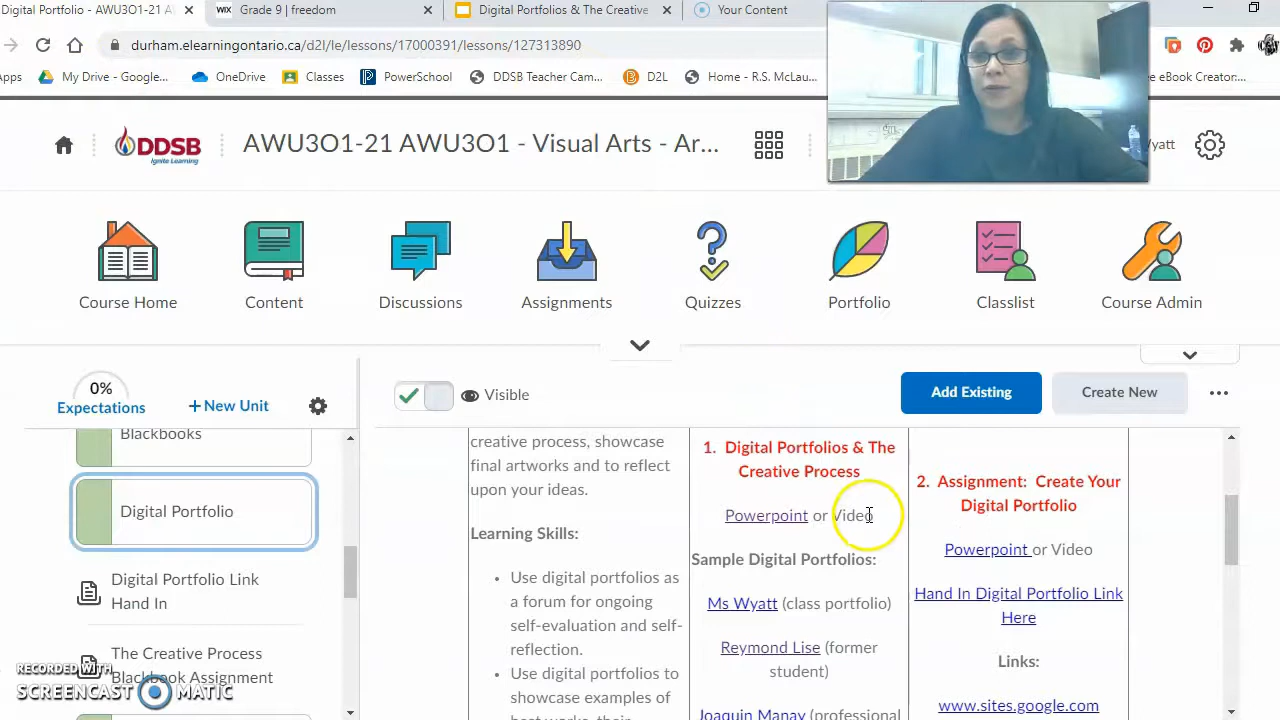 Digital Portfolio - AWU3O1-21 A
Grade 9 | freedom
Digital Portfolios & The Creative
Your Content
durham.elearningontario.ca/d2l/le/lessons/17000391/lessons/127313890
Apps
My Drive - Google...
OneDrive
Classes
PowerSchool
DDSB Teacher Cam...
D2L
Home - R.S. McLau...
ee eBook Creator:...
DDSB
Ignite Learning
AWU3O1-21 AWU3O1 - Visual Arts - Ar...
Wyatt
Course Home
Content
Discussions
Assignments
Quizzes
Portfolio
Classlist
Course Admin
0%
Expectations
+ New Unit
Visible
Add Existing
Create New
Blackbooks
Digital Portfolio
Digital Portfolio Link
Hand In
The Creative Process
Blackbook Assignment
RECORDED WITH
SCREENCAST MATIC
creative process, showcase
final artworks and to reflect
upon your ideas.
Learning Skills:
• Use digital portfolios as
a forum for ongoing
self-evaluation and self-
reflection.
• Use digital portfolios to
showcase examples of
best works, their
1. Digital Portfolios & The
Creative Process
Powerpoint or Video
Sample Digital Portfolios:
Ms Wyatt (class portfolio)
Reymond Lise (former
student)
Joaquin Manay (professional
2. Assignment: Create Your
Digital Portfolio
Powerpoint or Video
Hand In Digital Portfolio Link
Here
Links:
www.sites.google.com